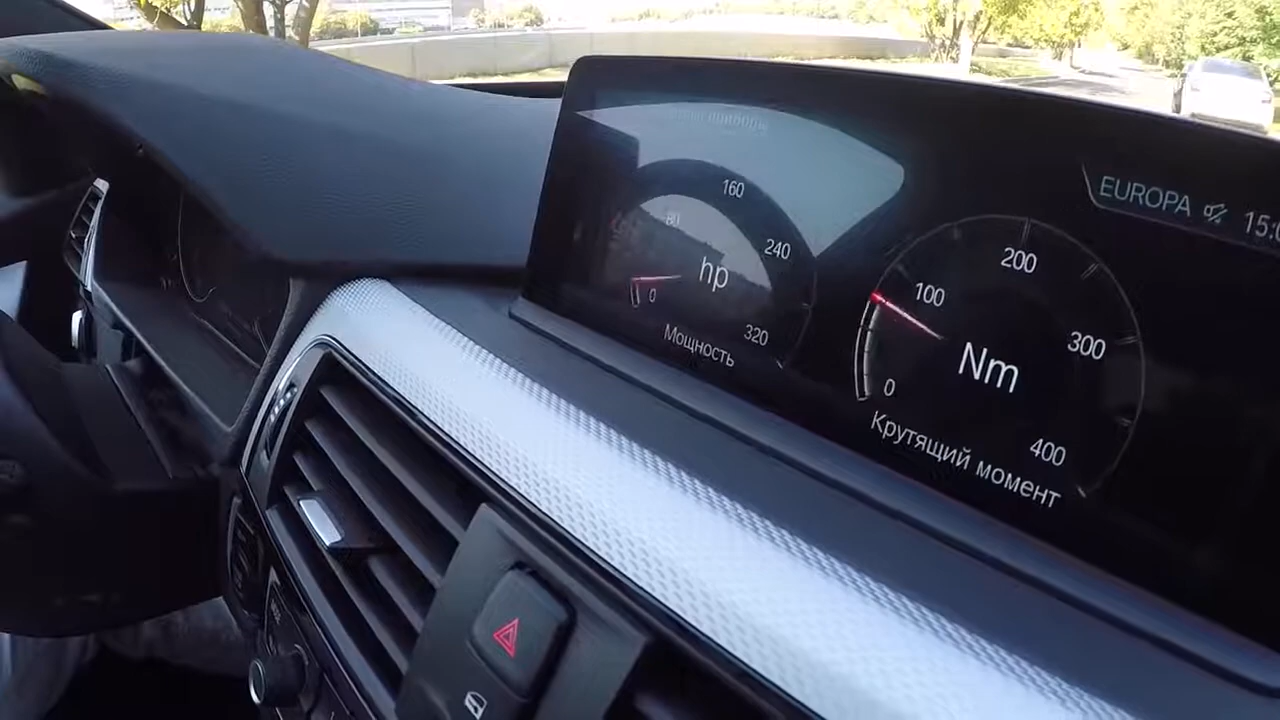 EUROPA 15:0
160
80
240
hp
0
320
Мощность
200
100
300
Nm
0
400
Крутящий момент